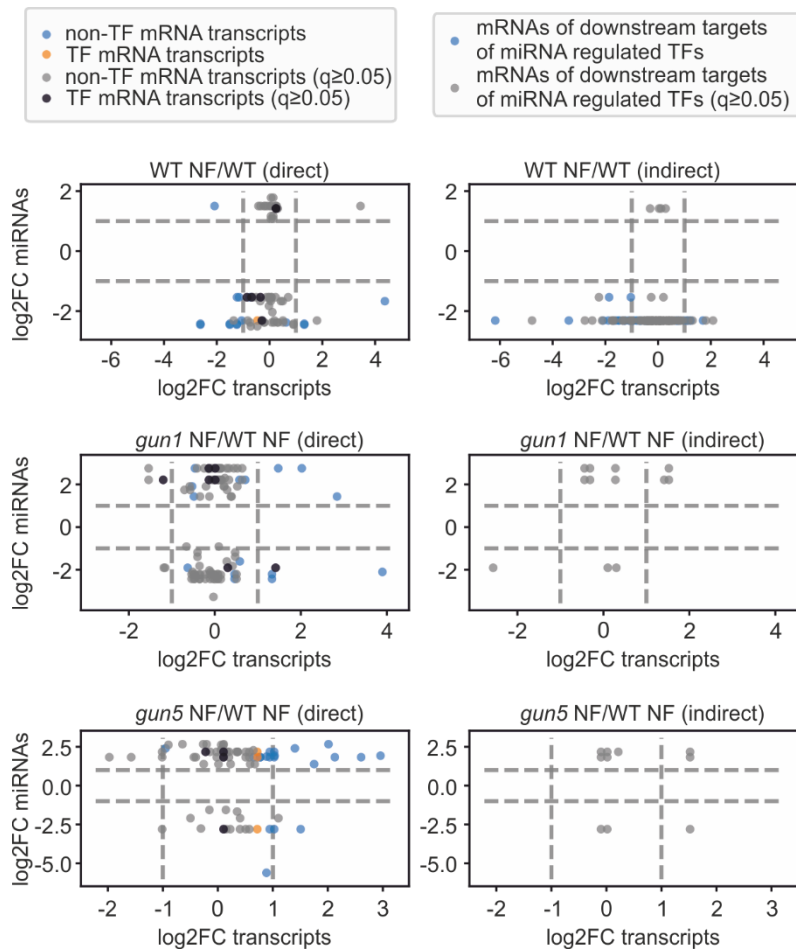 non-TF mRNA transcripts
TF mRNA transcripts
non-TF mRNA transcripts (q≥0.05)
TF mRNA transcripts (q≥0.05)
mRNAs of downstream targets
of miRNA regulated TFs
mRNAs of downstream targets
of miRNA regulated TFs (q≥0.05)
WT NF/WT (direct)
log2FC miRNAs
2
0
-2
-6 -4 -2 0 2 4
log2FC transcripts
WT NF/WT (indirect)
2
0
-2
-6 -4 -2 0 2 4
log2FC transcripts
gun1 NF/WT NF (direct)
log2FC miRNAs
2
0
-2
-2 0 2 4
log2FC transcripts
gun1 NF/WT NF (indirect)
2
0
-2
-2 0 2 4
log2FC transcripts
gun5 NF/WT NF (direct)
log2FC miRNAs
2.5
0.0
-2.5
-5.0
-2 -1 0 1 2 3
log2FC transcripts
gun5 NF/WT NF (indirect)
2.5
0.0
-2.5
-5.0
-2 -1 0 1 2 3
log2FC transcripts